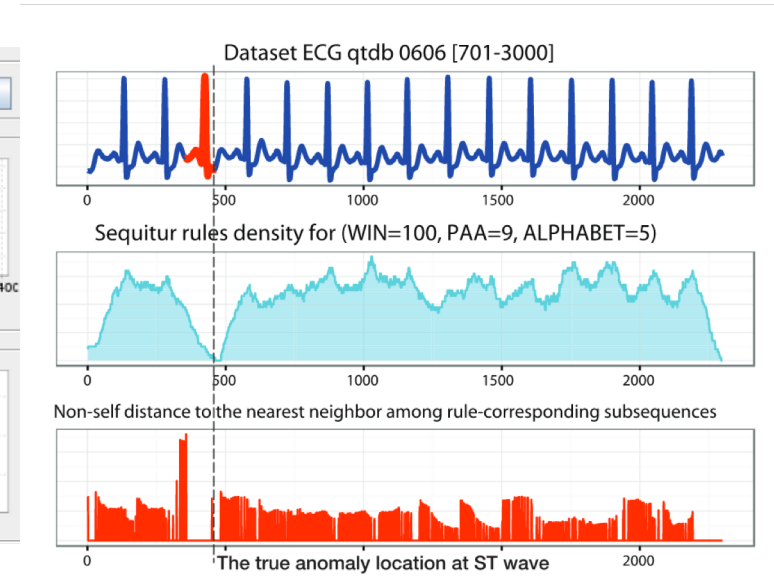 Dataset ECG qtdb 0606 [701-3000]
0 500 1000 1500 2000
Sequitur rules density for (WIN=100, PAA=9, ALPHABET=5)
400
0 500 1000 1500 2000
Non-self distance to the nearest neighbor among rule-corresponding subsequences
0 The true anomaly location at ST wave 2000